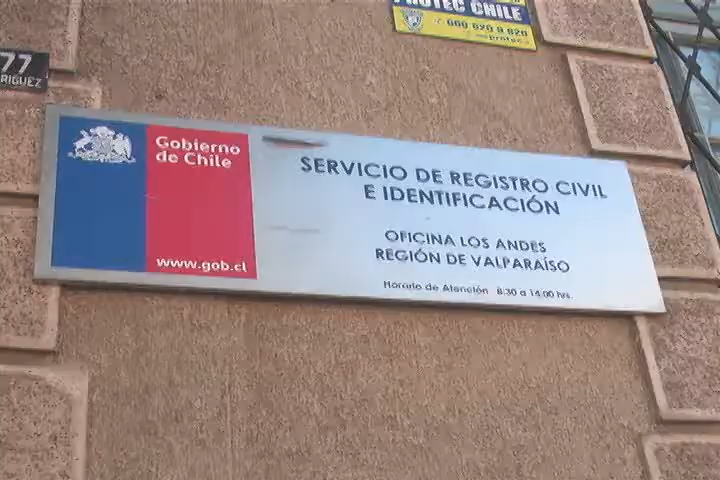 PROTEC CHILE
600 620 9 620
77
RIGUEZ
Gobierno
de Chile
www.gob.cl
SERVICIO DE REGISTRO CIVIL
E IDENTIFICACIÓN
OFICINA LOS ANDES
REGIÓN DE VALPARAÍSO
Horario de Atención 8:30 a 14:00 hrs.